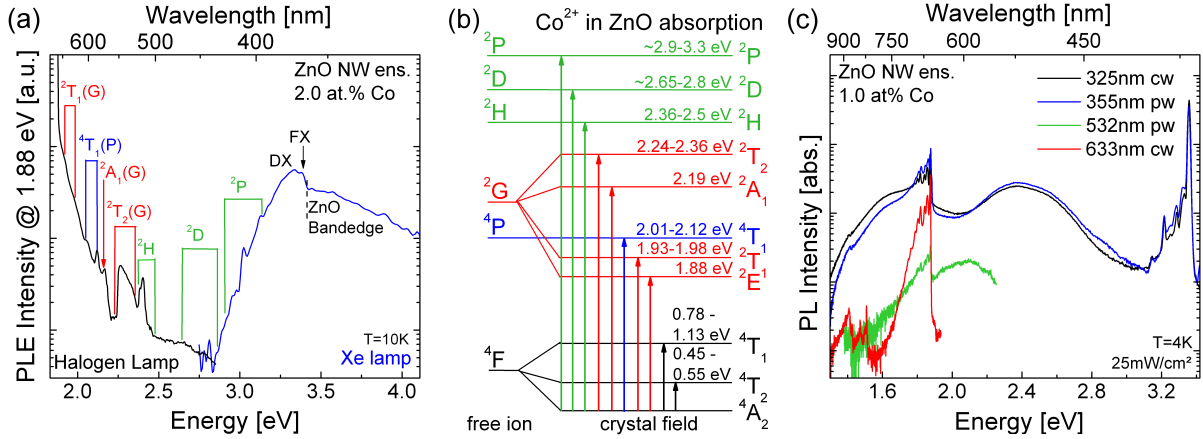 (a)
Wavelength [nm]
600 500 400 300
PLE Intensity @ 1.88 eV [a.u.]
ZnO NW ens.
2.0 at.% Co
²T₁(G)
⁴T₁(P)
²A₁(G)
²T₂(G)
²H
²D
²P
DX
FX
ZnO
Bandedge
T=10K
Halogen Lamp
Xe lamp
2.0 2.5 3.0 3.5 4.0
Energy [eV]
(b)
Co²⁺ in ZnO absorption
²P ~2.9-3.3 eV ²P
²D ~2.65-2.8 eV ²D
²H 2.36-2.5 eV ²H
2.24-2.36 eV ²T₂
²G 2.19 eV ²A₁
⁴P 2.01-2.12 eV ⁴T₁
1.93-1.98 eV ²T₁
1.88 eV ²E
0.78 -
1.13 eV ⁴T₁
⁴F 0.45 -
0.55 eV ⁴T₂
⁴A₂
free ion
crystal field
(c)
Wavelength [nm]
900 750 600 450
PL Intensity [abs.]
ZnO NW ens.
1.0 at% Co
325nm cw
355nm pw
532nm pw
633nm cw
T=4K
25mW/cm²
1.6 2.0 2.4 2.8 3.2
Energy [eV]